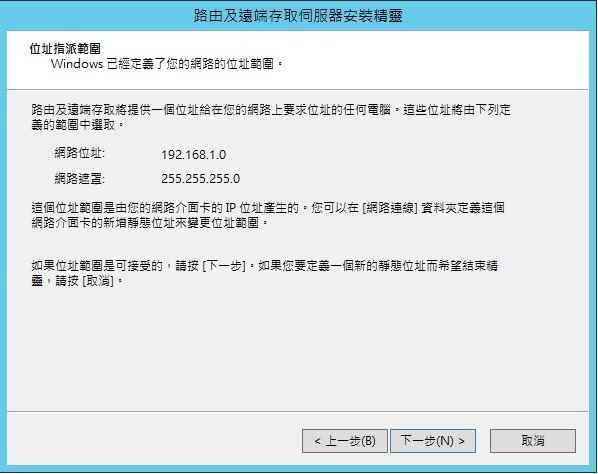 路由及遠端存取伺服器安裝精靈
位址指派範圍
Windows 已經定義了您的網路的位址範圍。
路由及遠端存取將提供一個位址給在您的網路上要求位址的任何電腦。這些位址將由下列定
義的範圍中選取。
網路位址: 192.168.1.0
網路遮罩: 255.255.255.0
這個位址範圍是由您的網路介面卡的 IP 位址產生的。您可以在 [網路連線] 資料夾定義這個
網路介面卡的新增靜態位址來變更位址範圍。
如果位址範圍是可接受的，請按 [下一步]。如果您要定義一個新的靜態位址而希望結束精
靈，請按 [取消]。
< 上一步(B) 下一步(N) > 取消